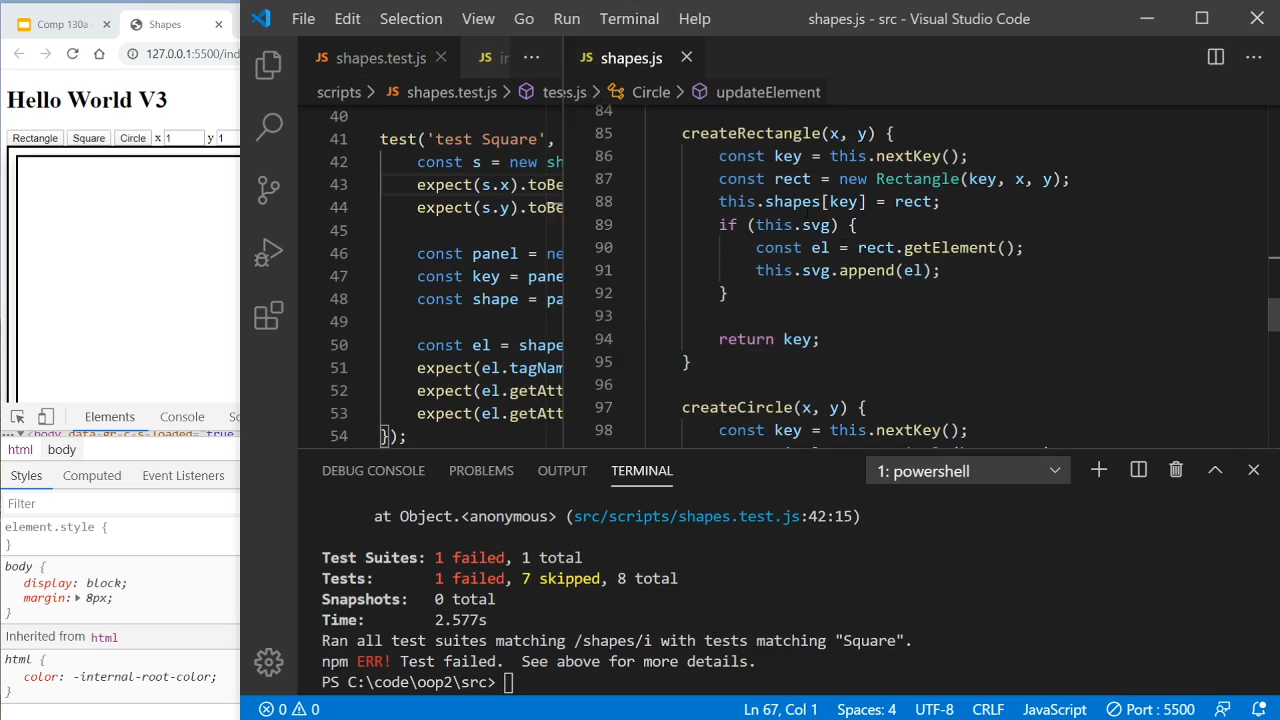 Comp 130a
Shapes
127.0.0.1:5500/ind
Hello World V3
Rectangle Square Circle x 1 y 1
Elements Console So
<body data-gr-c-s-loaded="true"
html body
Styles Computed Event Listeners
Filter
element.style {
}
body {
display: block;
margin: 8px;
}
Inherited from html
html {
color: -internal-root-color;
}
File Edit Selection View Go Run Terminal Help
shapes.js - src - Visual Studio Code
JS shapes.test.js
JS
JS shapes.js
scripts > JS shapes.test.js >
Circle > updateElement
40
41 test('test Square',
42 const s = new sh
43 expect(s.x).toBe
44 expect(s.y).toBe
45
46 const panel = ne
47 const key = pane
48 const shape = pa
49
50 const el = shape
51 expect(el.tagNam
52 expect(el.getAtt
53 expect(el.getAtt
54 });
84
85 createRectangle(x, y) {
86 const key = this.nextKey();
87 const rect = new Rectangle(key, x, y);
88 this.shapes[key] = rect;
89 if (this.svg) {
90 const el = rect.getElement();
91 this.svg.append(el);
92 }
93
94 return key;
95 }
96
97 createCircle(x, y) {
98 const key = this.nextKey();
DEBUG CONSOLE PROBLEMS OUTPUT TERMINAL
1: powershell
at Object.<anonymous> (src/scripts/shapes.test.js:42:15)
Test Suites: 1 failed, 1 total
Tests: 1 failed, 7 skipped, 8 total
Snapshots: 0 total
Time: 2.577s
Ran all test suites matching /shapes/i with tests matching "Square".
npm ERR! Test failed. See above for more details.
PS C:\code\oop2\src>
0 0
Ln 67, Col 1 Spaces: 4 UTF-8 CRLF JavaScript Port : 5500